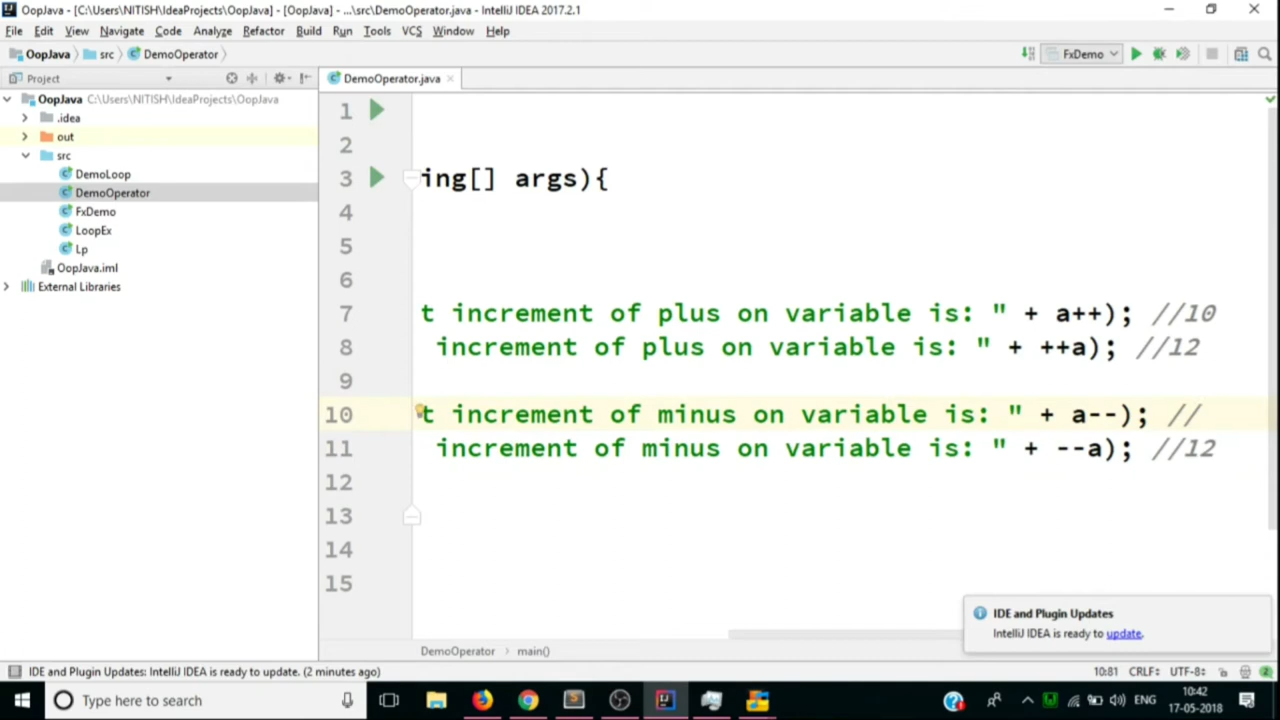 OopJava - [C:\Users\NITISH\IdeaProjects\OopJava] - [OopJava] - ...\src\DemoOperator.java - IntelliJ IDEA 2017.2.1
File Edit View Navigate Code Analyze Refactor Build Run Tools VCS Window Help
OopJava src DemoOperator FxDemo
Project DemoOperator.java
OopJava C:\Users\NITISH\IdeaProjects\OopJava
.idea
out
src
DemoLoop
DemoOperator
FxDemo
LoopEx
Lp
OopJava.iml
External Libraries
1
2
3 ing[] args){
4
5
6
7 t increment of plus on variable is: " + a++); //10
8 increment of plus on variable is: " + ++a); //12
9
10 t increment of minus on variable is: " + a--); //
11 increment of minus on variable is: " + --a); //12
12
13
14
15
IDE and Plugin Updates
IntelliJ IDEA is ready to update.
DemoOperator main()
IDE and Plugin Updates: IntelliJ IDEA is ready to update. (2 minutes ago) 10:81 CRLF UTF-8 2
Type here to search ENG 10:42
17-05-2018